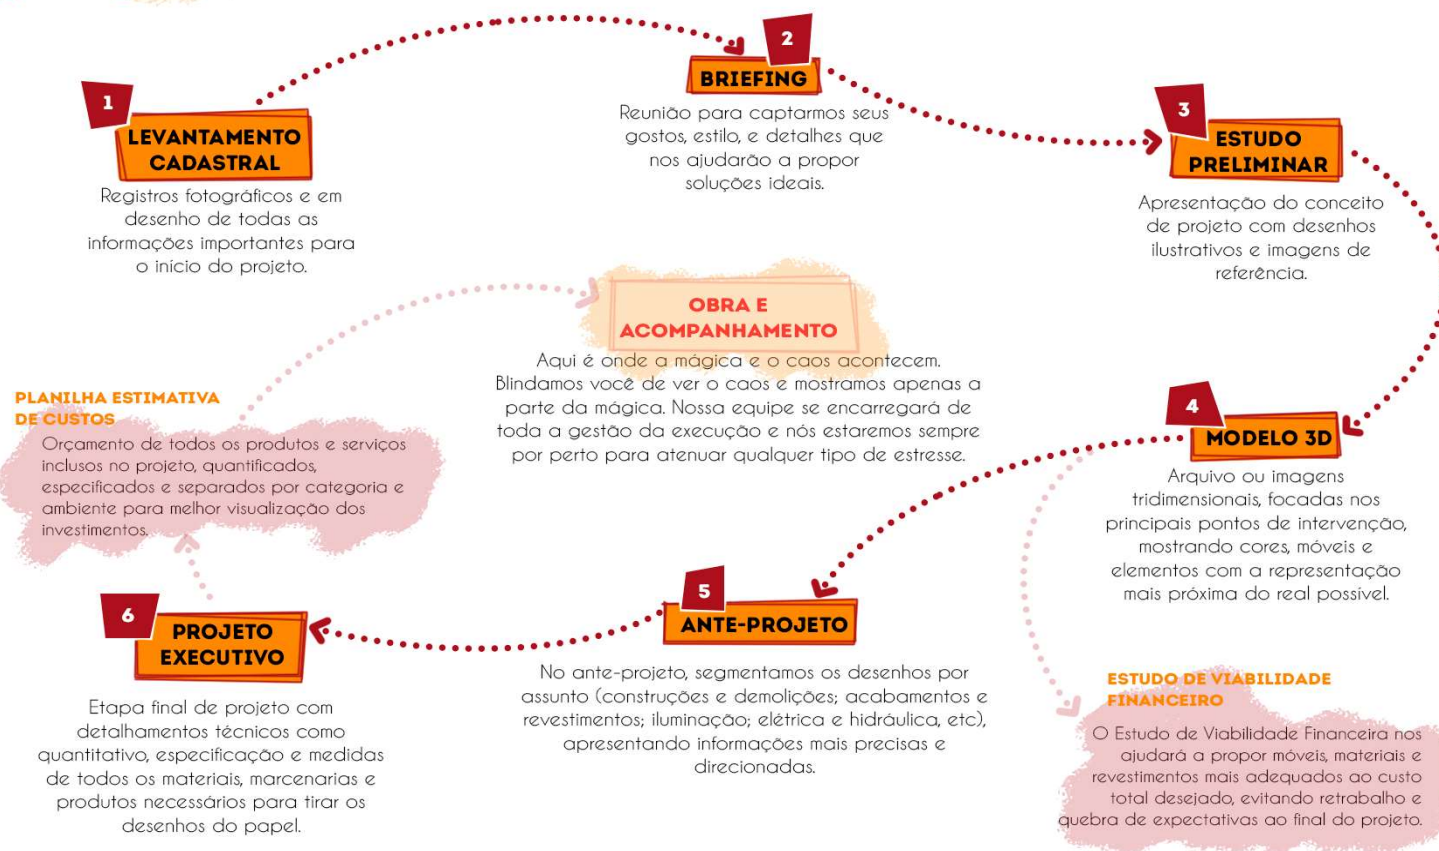 1
LEVANTAMENTO
CADASTRAL
Registros fotográficos e em
desenho de todas as
informações importantes para
o início do projeto.
2
BRIEFING
Reunião para captarmos seus
gostos, estilo, e detalhes que
nos ajudarão a propor
soluções ideais.
3
ESTUDO
PRELIMINAR
Apresentação do conceito
de projeto com desenhos
ilustrativos e imagens de
referência.
4
MODELO 3D
Arquivo ou imagens
tridimensionais, focadas nos
principais pontos de intervenção,
mostrando cores, móveis e
elementos com a representação
mais próxima do real possível.
ESTUDO DE VIABILIDADE
FINANCEIRO
O Estudo de Viabilidade Financeira nos
ajudará a propor móveis, materiais e
revestimentos mais adequados ao custo
total desejado, evitando retrabalho e
quebra de expectativas ao final do projeto.
5
ANTE-PROJETO
No ante-projeto, segmentamos os desenhos por
assunto (construções e demolições; acabamentos e
revestimentos; iluminação; elétrica e hidráulica, etc),
apresentando informações mais precisas e
direcionadas.
6
PROJETO
EXECUTIVO
Etapa final de projeto com
detalhamentos técnicos como
quantitativo, especificação e medidas
de todos os materiais, marcenarias e
produtos necessários para tirar os
desenhos do papel.
PLANILHA ESTIMATIVA
DE CUSTOS
Orçamento de todos os produtos e serviços
inclusos no projeto, quantificados,
especificados e separados por categoria e
ambiente para melhor visualização dos
investimentos.
OBRA E
ACOMPANHAMENTO
Aqui é onde a mágica e o caos acontecem.
Blindamos você de ver o caos e mostramos apenas a
parte da mágica. Nossa equipe se encarregará de
toda a gestão da execução e nós estaremos sempre
por perto para atenuar qualquer tipo de estresse.